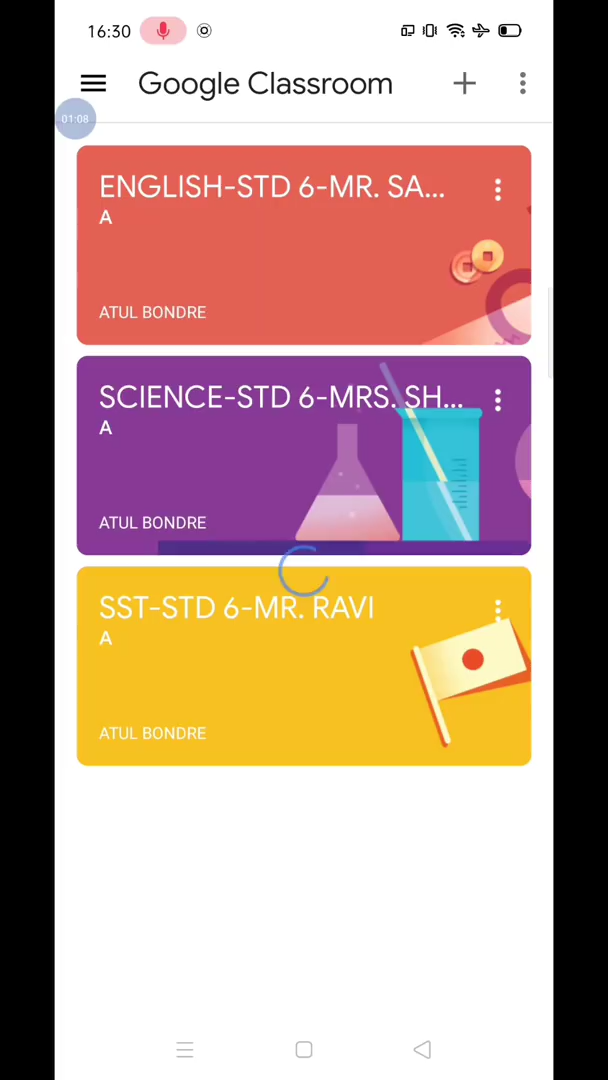 16:30
Google Classroom
01:08
ENGLISH-STD 6-MR. SA...
A
ATUL BONDRE
SCIENCE-STD 6-MRS. SH...
A
ATUL BONDRE
SST-STD 6-MR. RAVI
A
ATUL BONDRE